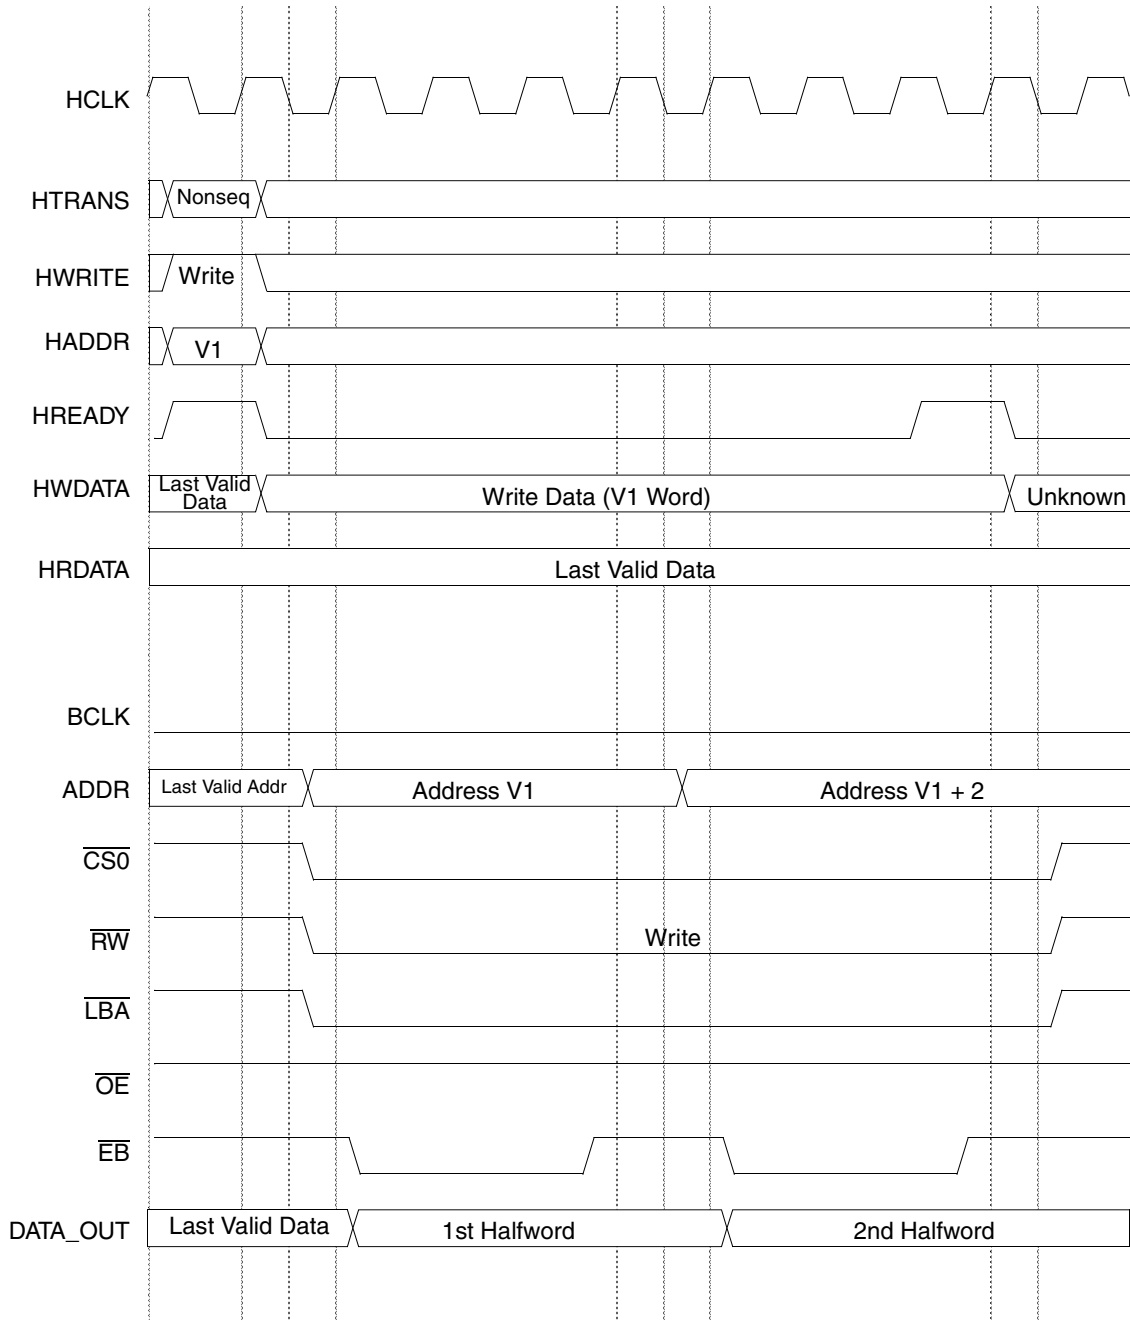 HCLK
HTRANS Nonseq
HWRITE Write
HADDR V1
HREADY
HWDATA Last Valid Data Write Data (V1 Word) Unknown
HRDATA Last Valid Data
BCLK
ADDR Last Valid Addr Address V1 Address V1 + 2
CS0
RW Write
LBA
OE
EB
DATA_OUT Last Valid Data 1st Halfword 2nd Halfword